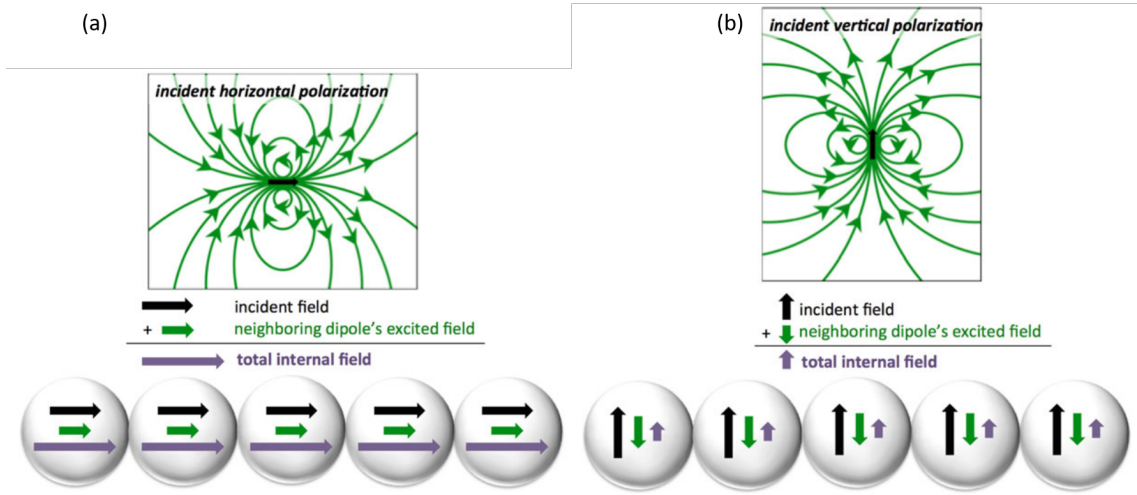 (a)
incident horizontal polarization
incident field
+ neighboring dipole's excited field
total internal field
(b)
incident vertical polarization
incident field
+ neighboring dipole's excited field
total internal field